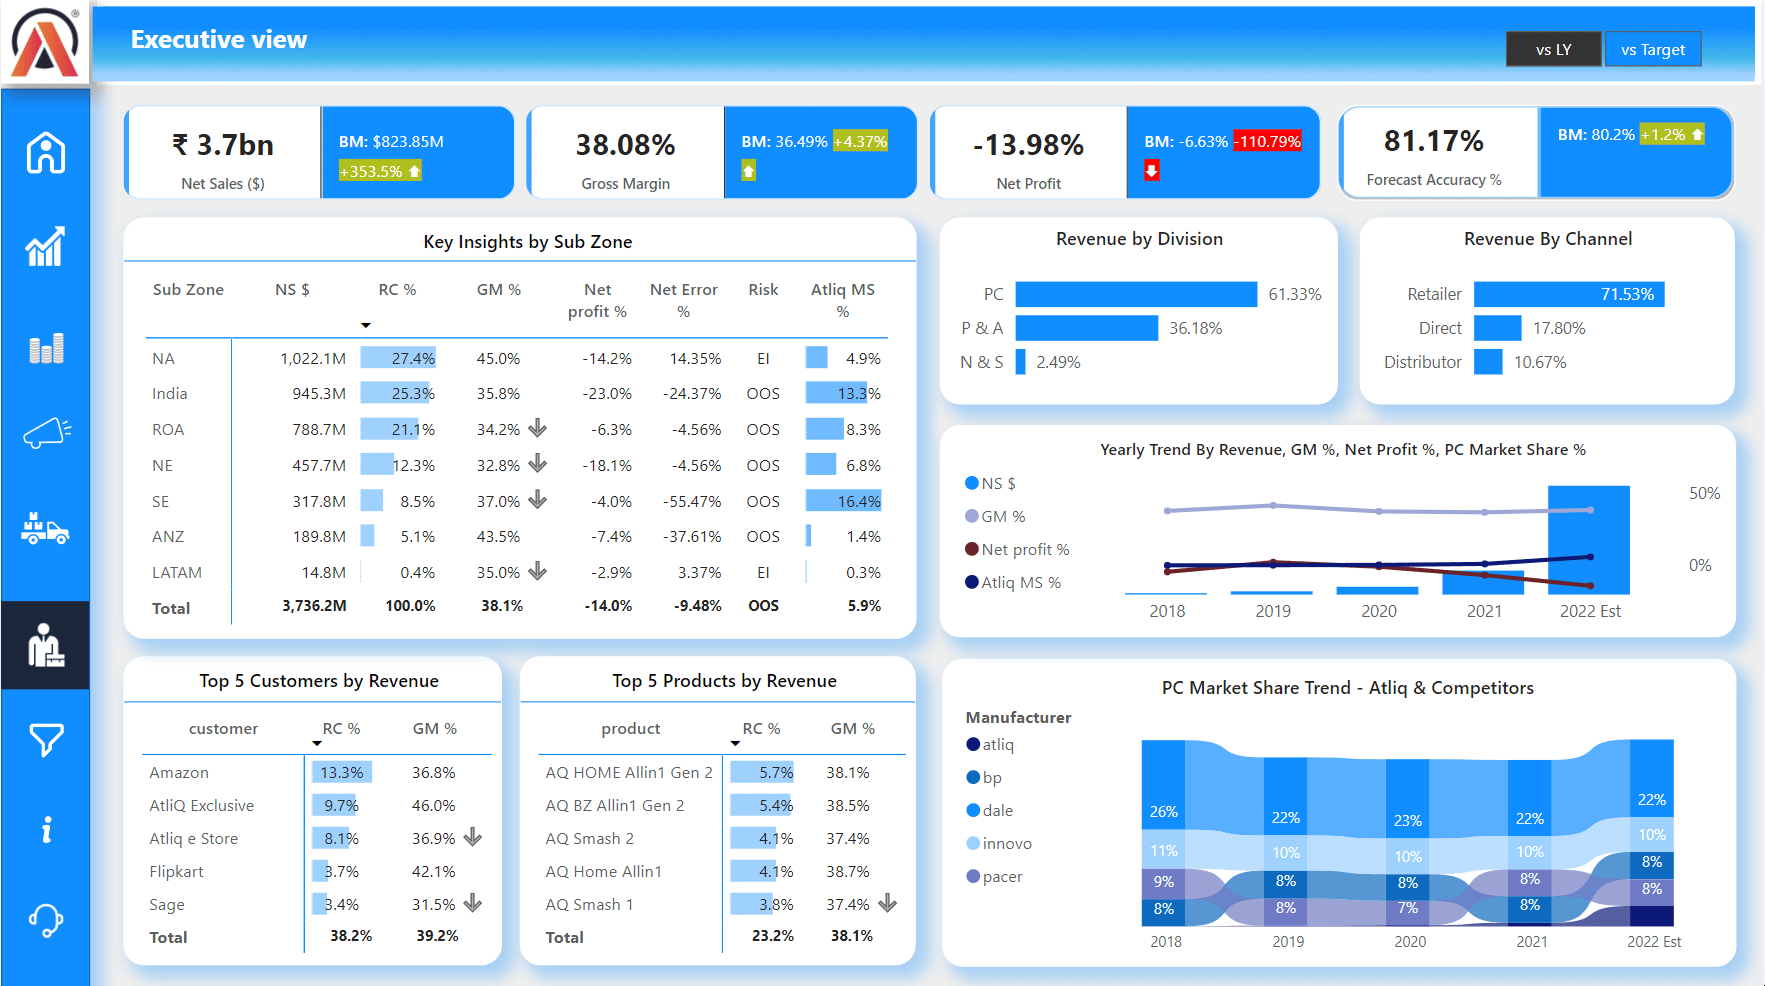 Executive view
vs LY
vs Target
₹ 3.7bn
Net Sales ($)
BM: $823.85M
+353.5%
38.08%
Gross Margin
BM: 36.49% +4.37%
-13.98%
Net Profit
BM: -6.63% -110.79%
81.17%
Forecast Accuracy %
BM: 80.2% +1.2%
Key Insights by Sub Zone
Sub Zone NS $ RC % GM % Net profit % Net Error % Risk Atliq MS %
NA 1,022.1M 27.4% 45.0% -14.2% 14.35% EI 4.9%
India 945.3M 25.3% 35.8% -23.0% -24.37% OOS 13.3%
ROA 788.7M 21.1% 34.2% -6.3% -4.56% OOS 8.3%
NE 457.7M 12.3% 32.8% -18.1% -4.56% OOS 6.8%
SE 317.8M 8.5% 37.0% -4.0% -55.47% OOS 16.4%
ANZ 189.8M 5.1% 43.5% -7.4% -37.61% OOS 1.4%
LATAM 14.8M 0.4% 35.0% -2.9% 3.37% EI 0.3%
Total 3,736.2M 100.0% 38.1% -14.0% -9.48% OOS 5.9%
Revenue by Division
PC 61.33%
P & A 36.18%
N & S 2.49%
Revenue By Channel
Retailer 71.53%
Direct 17.80%
Distributor 10.67%
Yearly Trend By Revenue, GM %, Net Profit %, PC Market Share %
NS $
GM %
Net profit %
Atliq MS %
50%
0%
2018 2019 2020 2021 2022 Est
Top 5 Customers by Revenue
customer RC % GM %
Amazon 13.3% 36.8%
AtliQ Exclusive 9.7% 46.0%
Atliq e Store 8.1% 36.9%
Flipkart 3.7% 42.1%
Sage 3.4% 31.5%
Total 38.2% 39.2%
Top 5 Products by Revenue
product RC % GM %
AQ HOME Allin1 Gen 2 5.7% 38.1%
AQ BZ Allin1 Gen 2 5.4% 38.5%
AQ Smash 2 4.1% 37.4%
AQ Home Allin1 4.1% 38.7%
AQ Smash 1 3.8% 37.4%
Total 23.2% 38.1%
PC Market Share Trend - Atliq & Competitors
Manufacturer
atliq
bp
dale
innovo
pacer
26% 22% 23% 22% 22%
11% 10% 10% 10% 10%
9% 8% 8% 8% 8%
8% 8% 7% 8% 8%
2018 2019 2020 2021 2022 Est